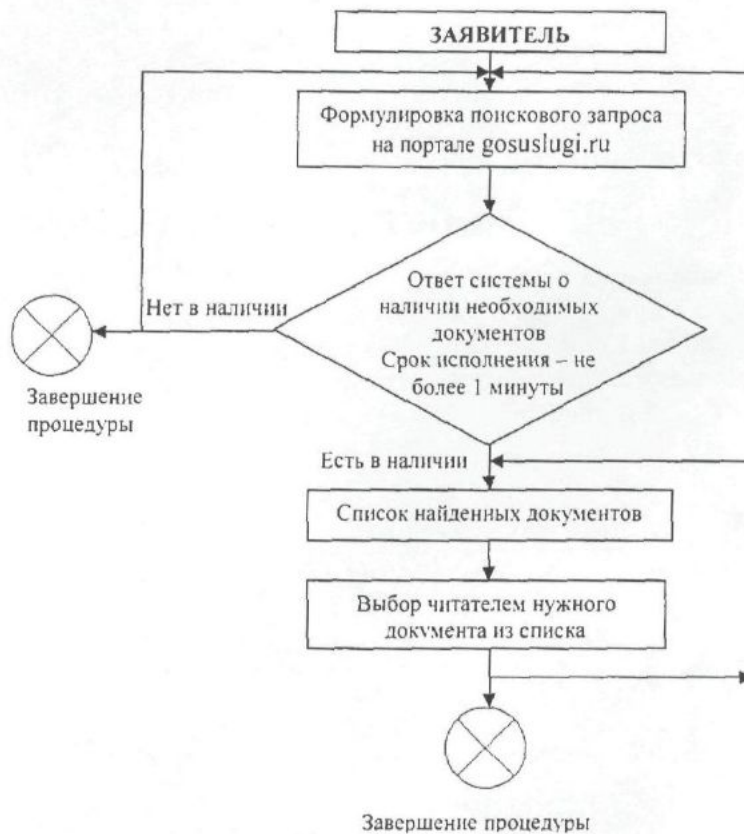 ЗАЯВИТЕЛЬ
Формулировка поискового запроса
на портале gosuslugi.ru
Ответ системы о
наличии необходимых
документов
Срок исполнения – не
более 1 минуты
Нет в наличии
Завершение
процедуры
Есть в наличии
Список найденных документов
Выбор читателем нужного
документа из списка
Завершение процедуры